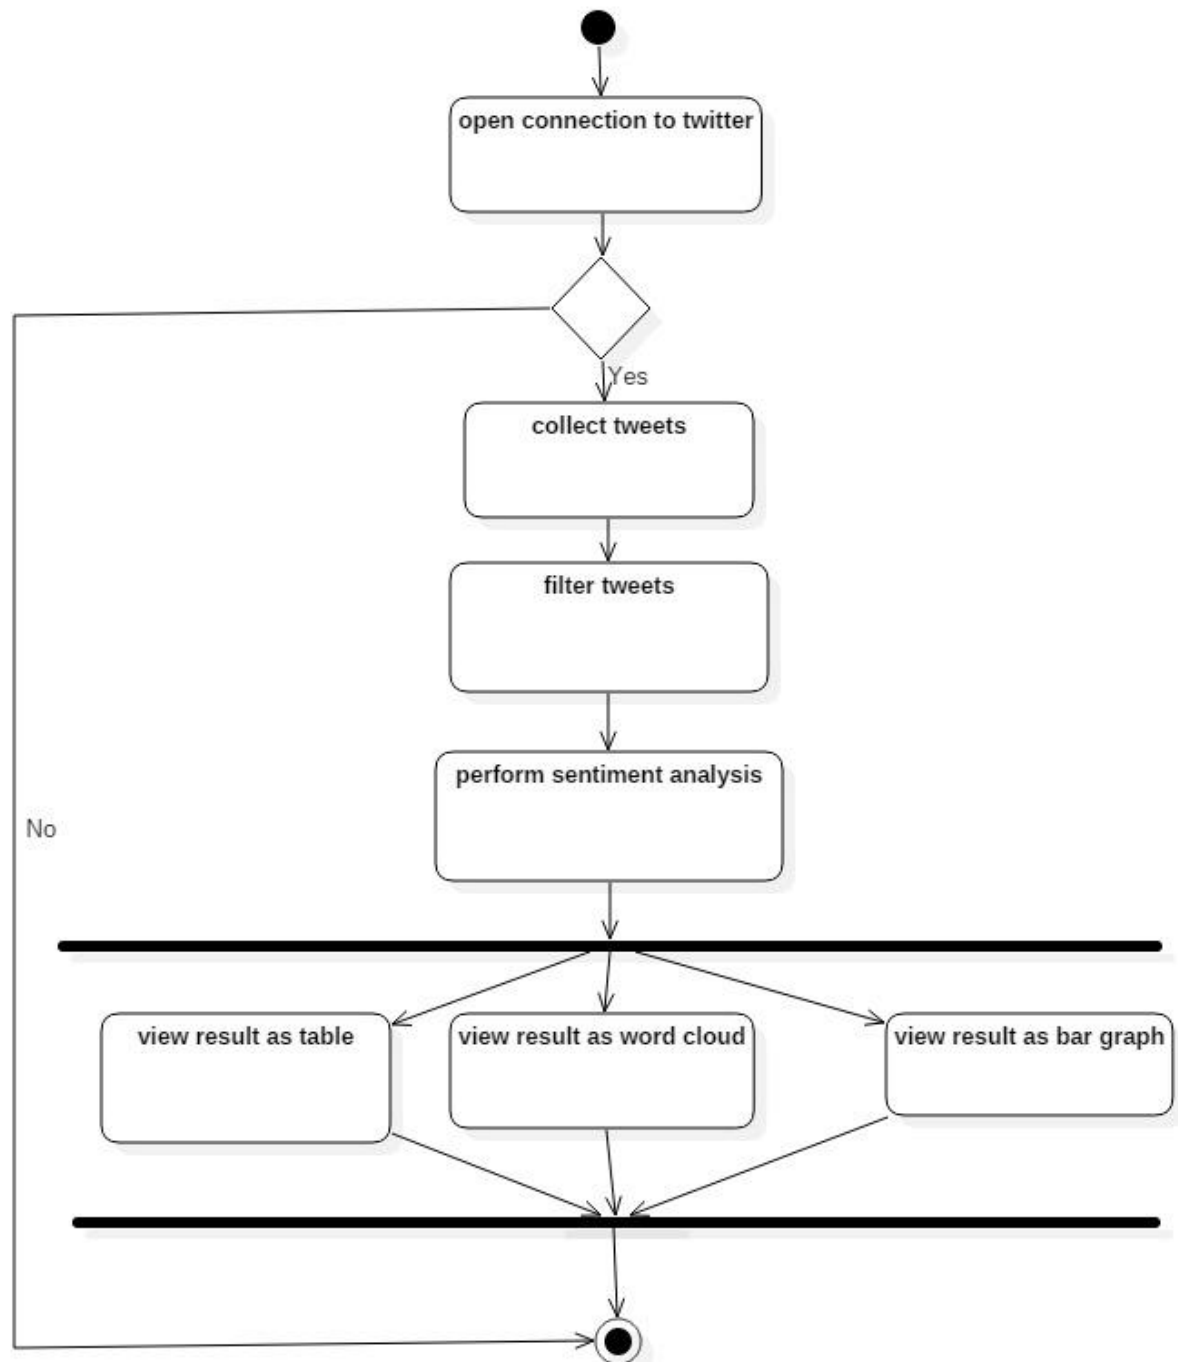 open connection to twitter
Yes
collect tweets
filter tweets
perform sentiment analysis
No
view result as table
view result as word cloud
view result as bar graph